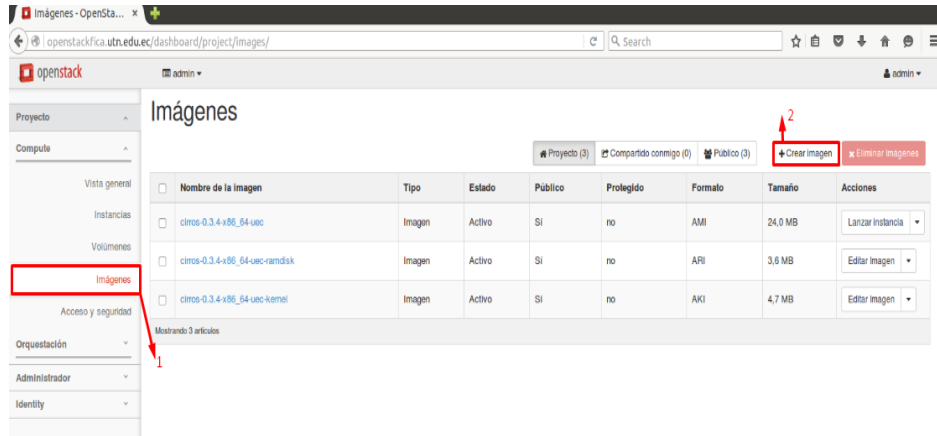 Imágenes - OpenSta... ×
openstackfica.utn.edu.ec/dashboard/project/images/
Search
openstack
admin
admin
Proyecto
Compute
Vista general
Instancias
Volúmenes
Imágenes
Acceso y seguridad
Orquestación
Administrador
Identity
1
Imágenes
2
Proyecto (3) Compartido conmigo (0) Público (3) +Crear imagen × Eliminar Imágenes
Nombre de la imagen Tipo Estado Público Protegido Formato Tamaño Acciones
cirros-0.3.4-x86_64-uec Imagen Activo Sí no AMI 24,0 MB Lanzar instancia
cirros-0.3.4-x86_64-uec-ramdisk Imagen Activo Sí no ARI 3,6 MB Editar Imagen
cirros-0.3.4-x86_64-uec-kernel Imagen Activo Sí no AKI 4,7 MB Editar Imagen
Mostrando 3 artículos